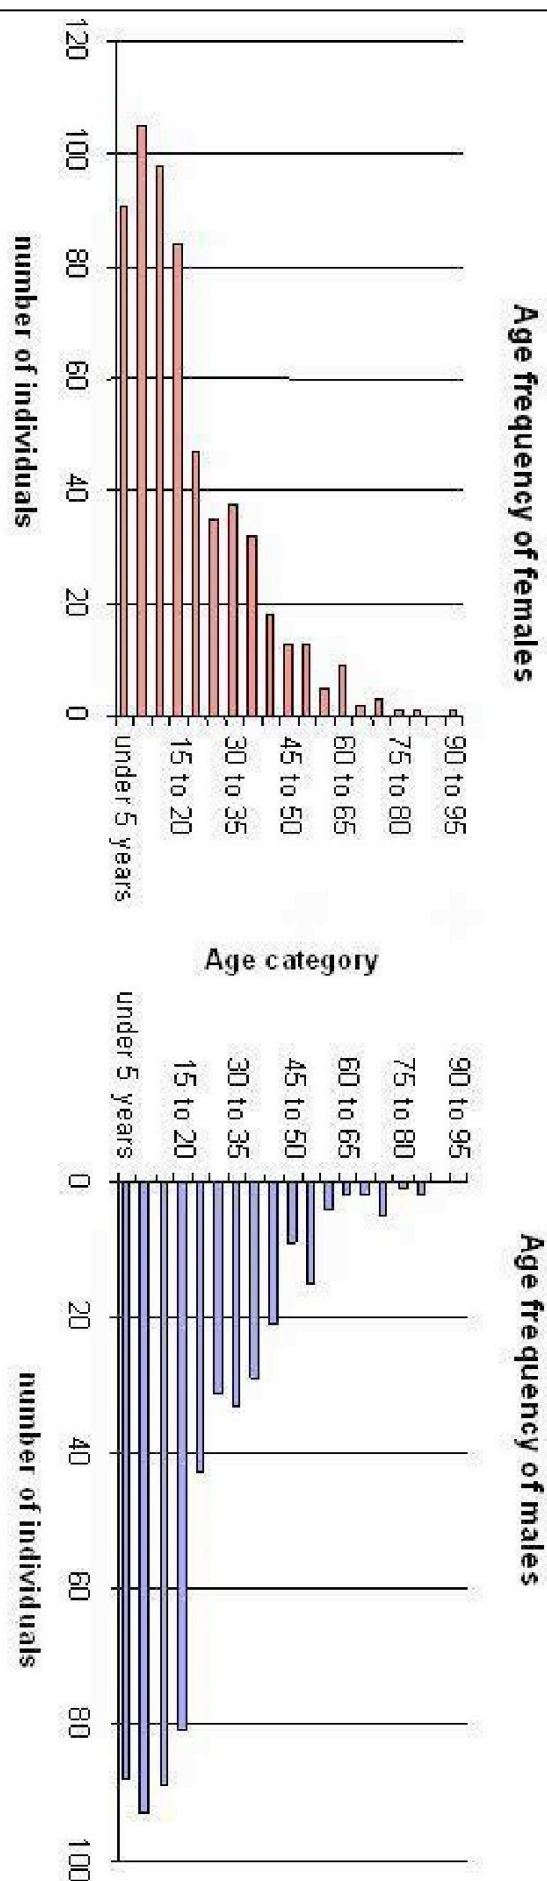 Age frequency of females
90 to 95
75 to 80
60 to 65
45 to 50
30 to 35
15 to 20
under 5 years
120
100
80
60
40
20
0
number of individuals
Age category
Age frequency of males
90 to 95
75 to 80
60 to 65
45 to 50
30 to 35
15 to 20
under 5 years
0
20
40
60
80
100
number of individuals